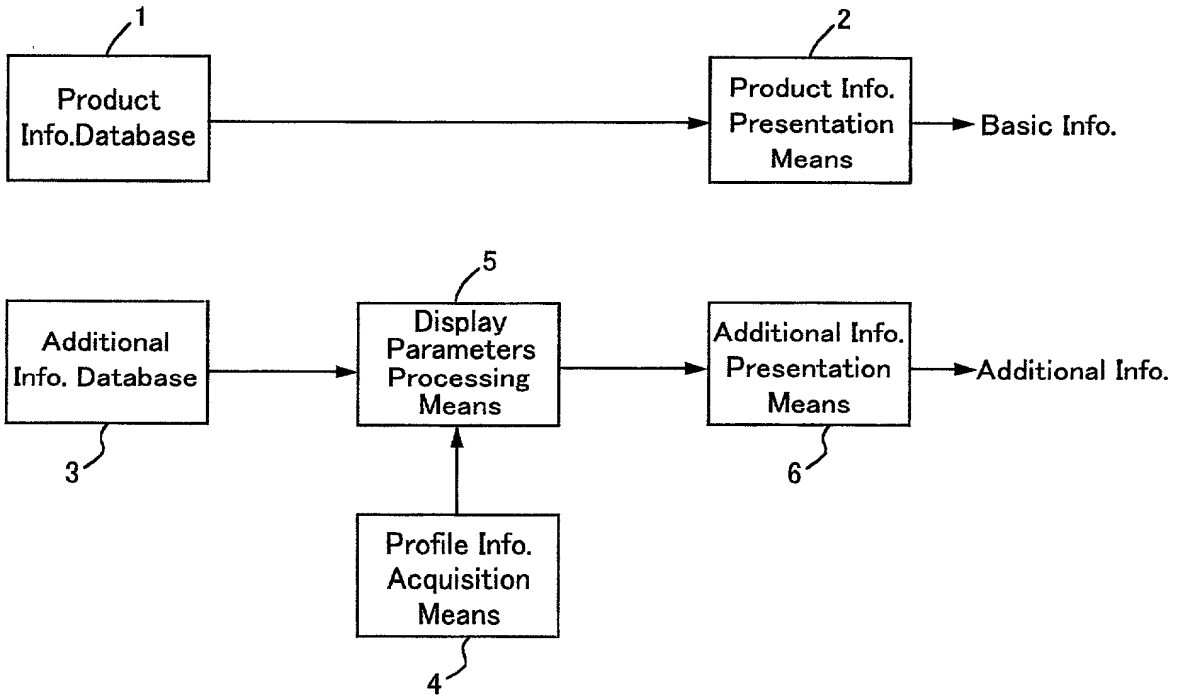 1
Product
Info.Database
2
Product Info.
Presentation
Means
Basic Info.
Additional
Info. Database
3
5
Display
Parameters
Processing
Means
Additional Info.
Presentation
Means
6
Additional Info.
Profile Info.
Acquisition
Means
4